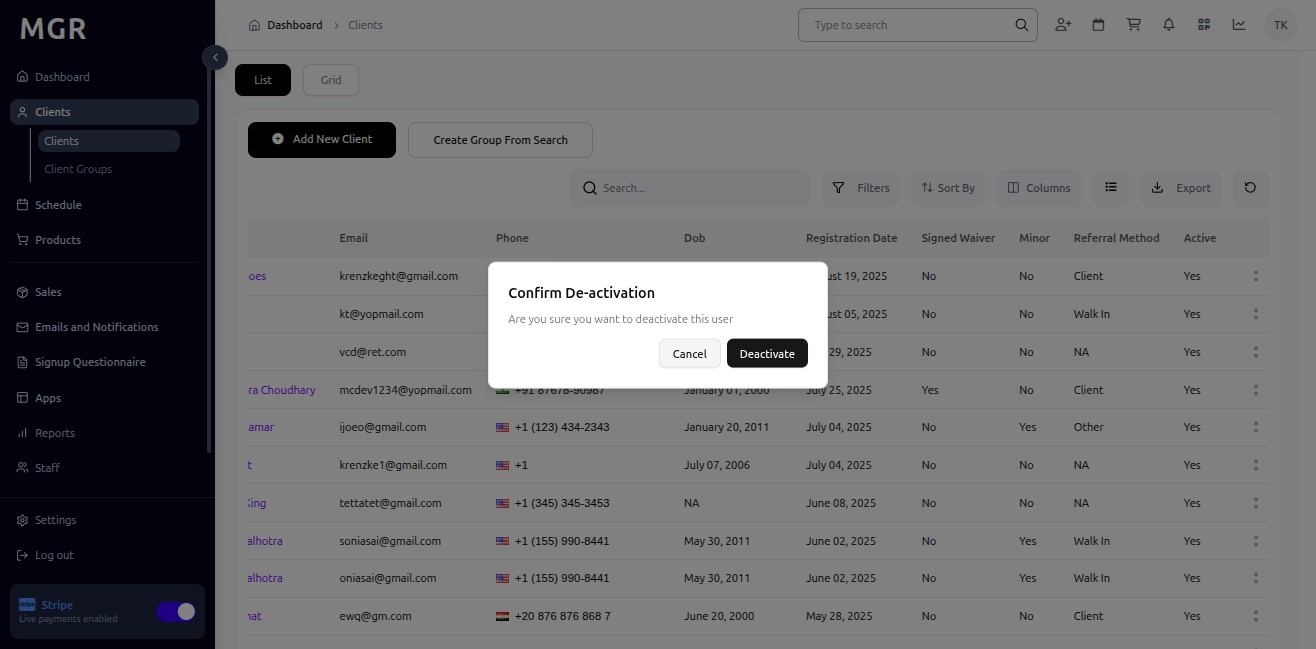 MGR
Dashboard
Clients
Clients
Client Groups
Schedule
Products
Sales
Emails and Notifications
Signup Questionnaire
Apps
Reports
Staff
Settings
Log out
Stripe
Live payments enabled
Dashboard > Clients
Type to search
TK
List Grid
Add New Client Create Group From Search
Search... Filters Sort By Columns Export
Email Phone Dob Registration Date Signed Waiver Minor Referral Method Active
oes krenzkeght@gmail.com ust 19, 2025 No No Client Yes
kt@yopmail.com ust 05, 2025 No No Walk In Yes
vcd@ret.com 29, 2025 No No NA Yes
Confirm De-activation
Are you sure you want to deactivate this user
Cancel Deactivate
ra Choudhary mcdev1234@yopmail.com +91 87678-90987 January 01, 2000 July 25, 2025 Yes No Client Yes
amar ijoeo@gmail.com +1 (123) 434-2343 January 20, 2011 July 04, 2025 No Yes Other Yes
t krenzke1@gmail.com +1 July 07, 2006 July 04, 2025 No No NA Yes
King tettatet@gmail.com +1 (345) 345-3453 NA June 08, 2025 No No NA Yes
alhotra soniasai@gmail.com +1 (155) 990-8441 May 30, 2011 June 02, 2025 No Yes Walk In Yes
alhotra oniasai@gmail.com +1 (155) 990-8441 May 30, 2011 June 02, 2025 No Yes Walk In Yes
nat ewq@gm.com +20 876 876 868 7 June 20, 2000 May 28, 2025 No No Client Yes